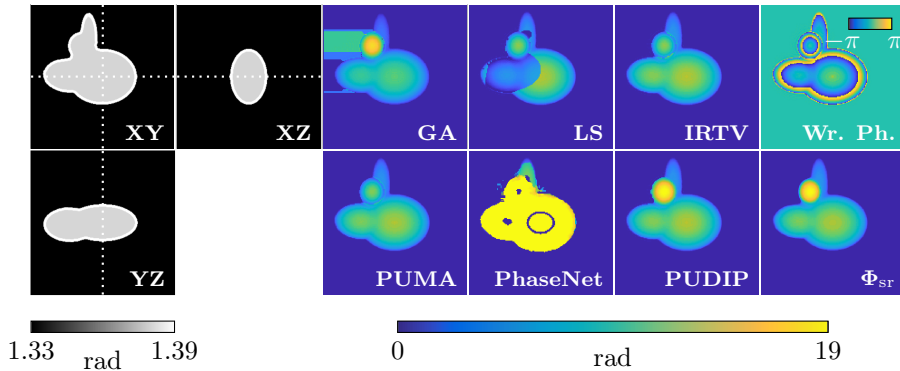 XY XZ GA LS IRTV −π π Wr. Ph.
YZ PUMA PhaseNet PUDIP Φsr
1.33 rad 1.39 0 rad 19